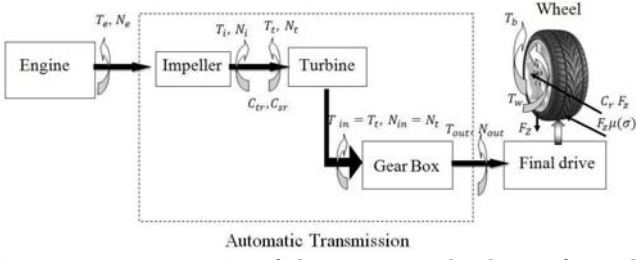 Wheel
T_b
T_e, N_e
T_i, N_i
T_t, N_t
Engine
Impeller
Turbine
C_tr, C_sr
T_w
C_r F_z
F_z
F_z μ(σ)
T_in = T_t, N_in = N_t
T_out, N_out
Gear Box
Final drive
Automatic Transmission